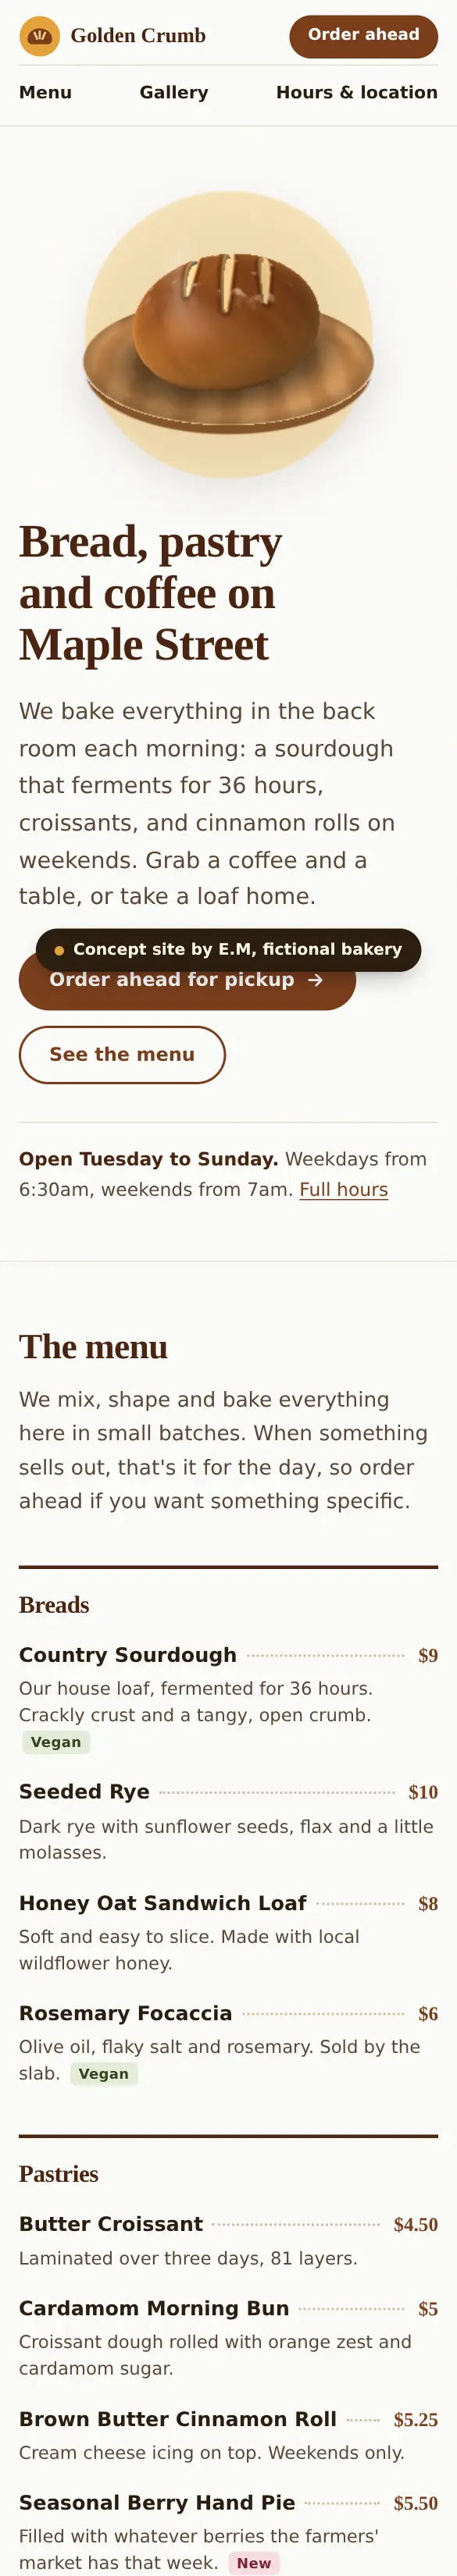 Golden Crumb
Order ahead
Menu
Gallery
Hours & location
Bread, pastry
and coffee on
Maple Street
We bake everything in the back
room each morning: a sourdough
that ferments for 36 hours,
croissants, and cinnamon rolls on
weekends. Grab a coffee and a
table, or take a loaf home.
Concept site by E.M, fictional bakery
Order ahead for pickup →
See the menu
Open Tuesday to Sunday. Weekdays from
6:30am, weekends from 7am. Full hours
The menu
We mix, shape and bake everything
here in small batches. When something
sells out, that's it for the day, so order
ahead if you want something specific.
Breads
Country Sourdough $9
Our house loaf, fermented for 36 hours.
Crackly crust and a tangy, open crumb.
Vegan
Seeded Rye $10
Dark rye with sunflower seeds, flax and a little
molasses.
Honey Oat Sandwich Loaf $8
Soft and easy to slice. Made with local
wildflower honey.
Rosemary Focaccia $6
Olive oil, flaky salt and rosemary. Sold by the
slab. Vegan
Pastries
Butter Croissant $4.50
Laminated over three days, 81 layers.
Cardamom Morning Bun $5
Croissant dough rolled with orange zest and
cardamom sugar.
Brown Butter Cinnamon Roll $5.25
Cream cheese icing on top. Weekends only.
Seasonal Berry Hand Pie $5.50
Filled with whatever berries the farmers'
market has that week. New